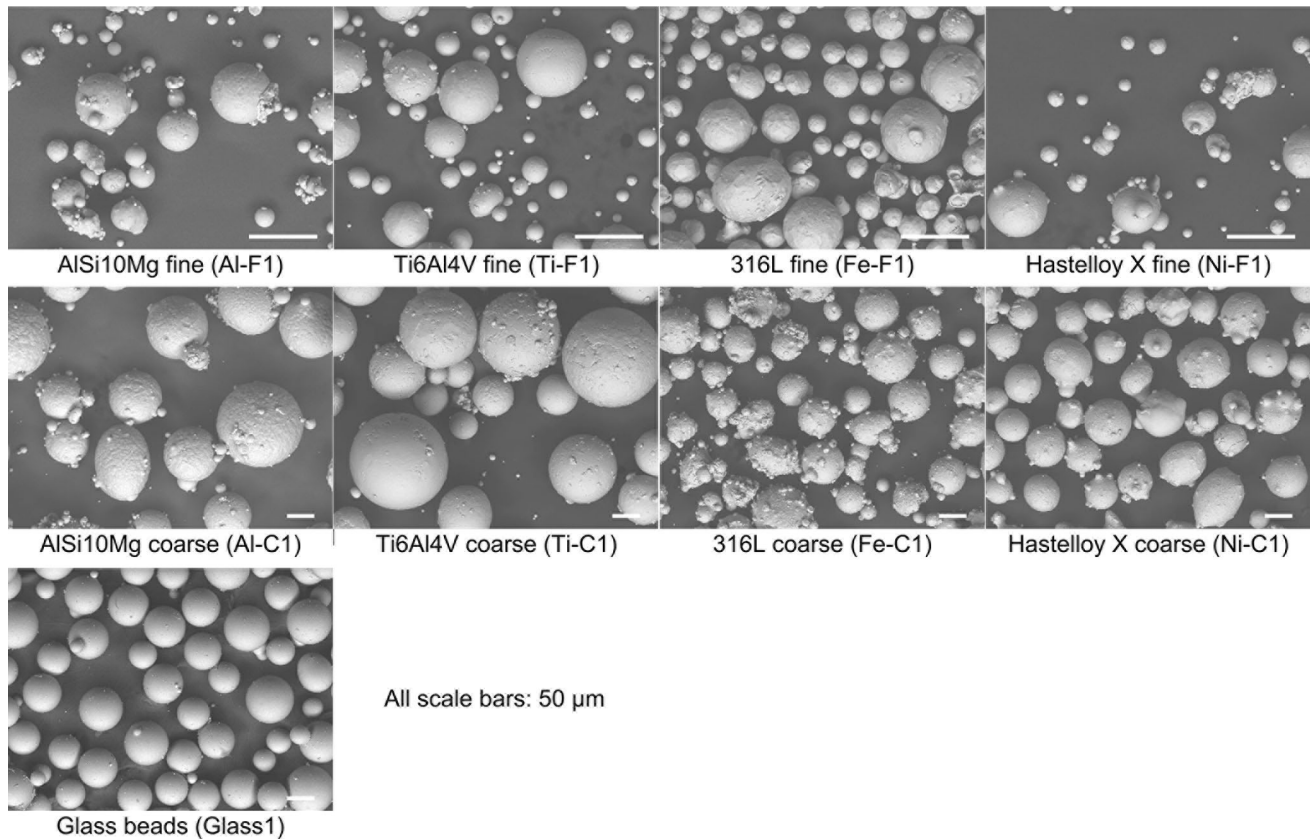 AlSi10Mg fine (Al-F1)
Ti6Al4V fine (Ti-F1)
316L fine (Fe-F1)
Hastelloy X fine (Ni-F1)
AlSi10Mg coarse (Al-C1)
Ti6Al4V coarse (Ti-C1)
316L coarse (Fe-C1)
Hastelloy X coarse (Ni-C1)
Glass beads (Glass1)
All scale bars: 50 µm